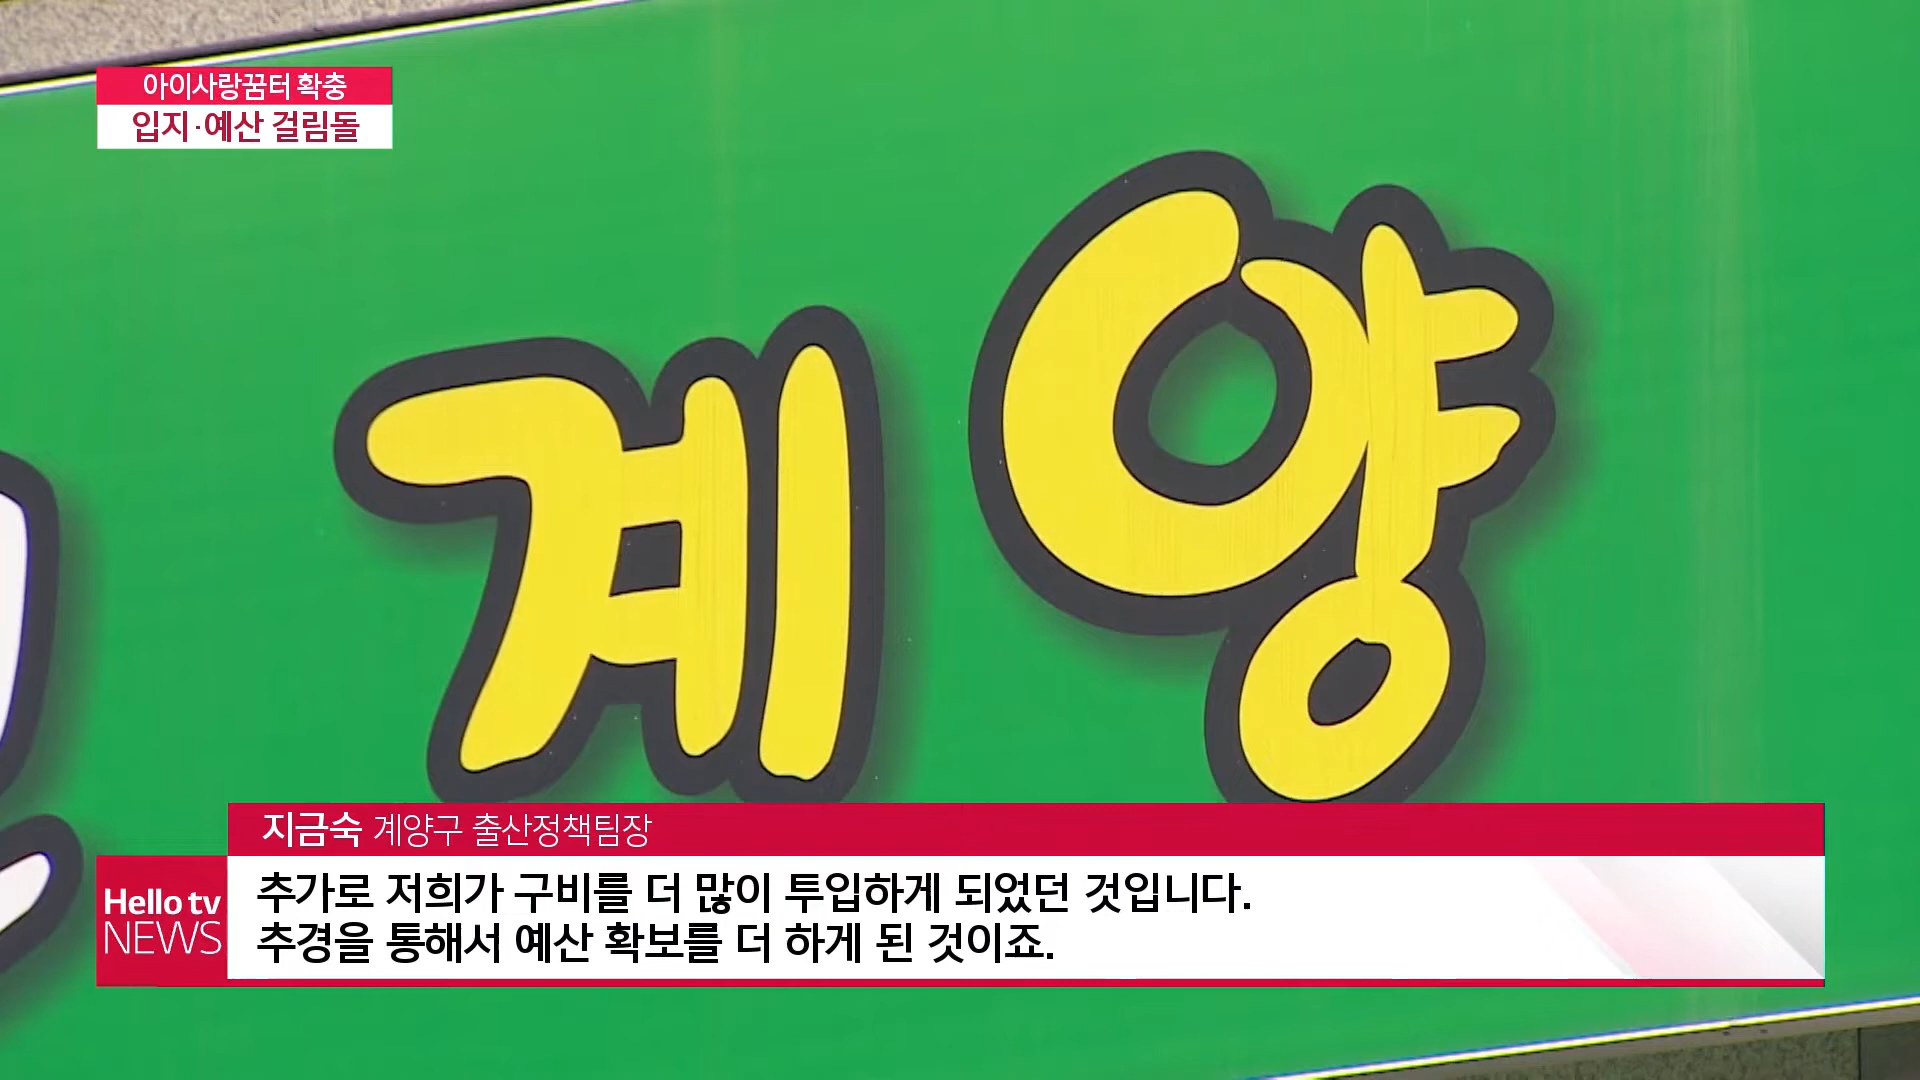 아이사랑꿈터 확충
입지·예산 걸림돌
계양
지금숙 계양구 출산정책팀장
Hello tv
NEWS
추가로 저희가 구비를 더 많이 투입하게 되었던 것입니다.
추경을 통해서 예산 확보를 더 하게 된 것이죠.